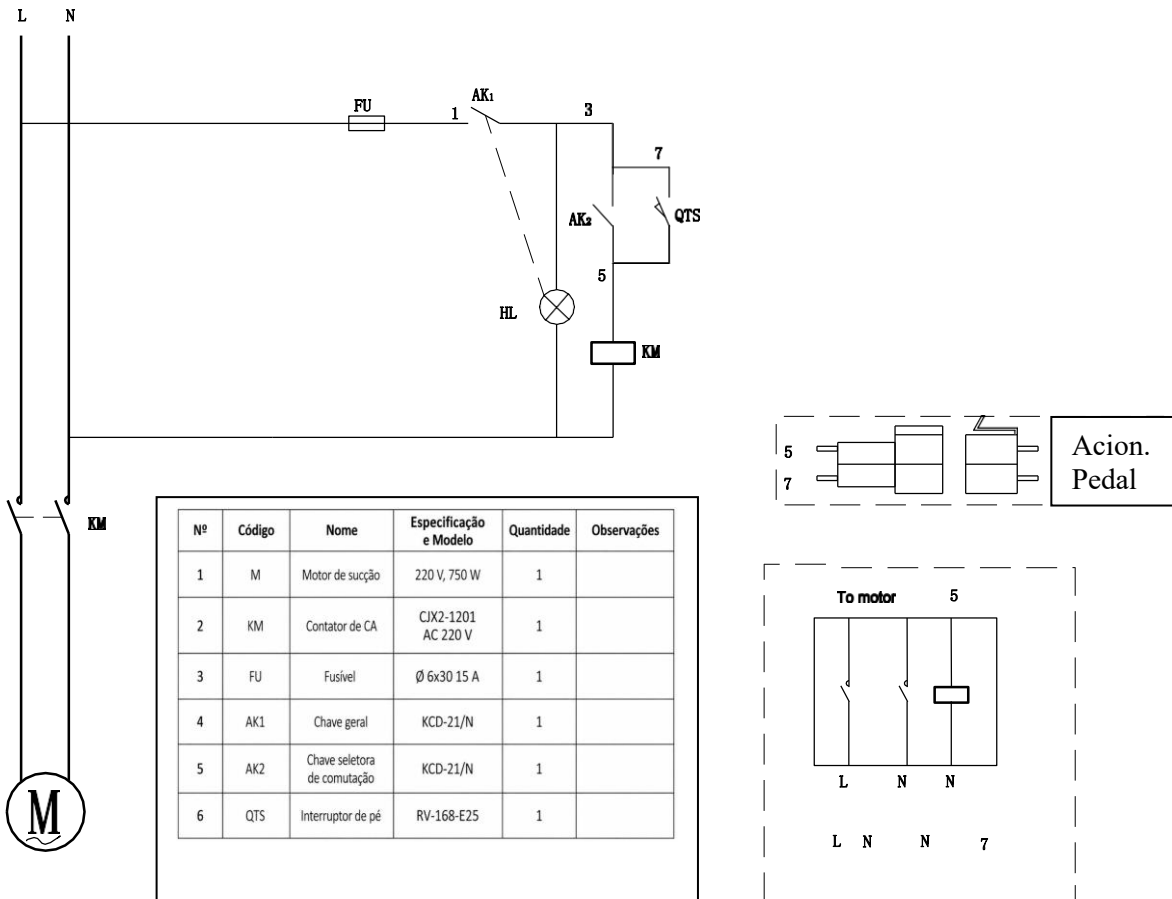 L N
FU
1
AK₁
3
7
AK₂
QTS
5
HL
KM
KM
M
Nº Código Nome Especificação e Modelo Quantidade Observações
1 M Motor de sucção 220 V, 750 W 1
2 KM Contator de CA CJX2-1201 AC 220 V 1
3 FU Fusível Ø 6x30 15 A 1
4 AK1 Chave geral KCD-21/N 1
5 AK2 Chave seletora de comutação KCD-21/N 1
6 QTS Interruptor de pé RV-168-E25 1
5
7
Acion.
Pedal
To motor 5
L N N
L N N 7